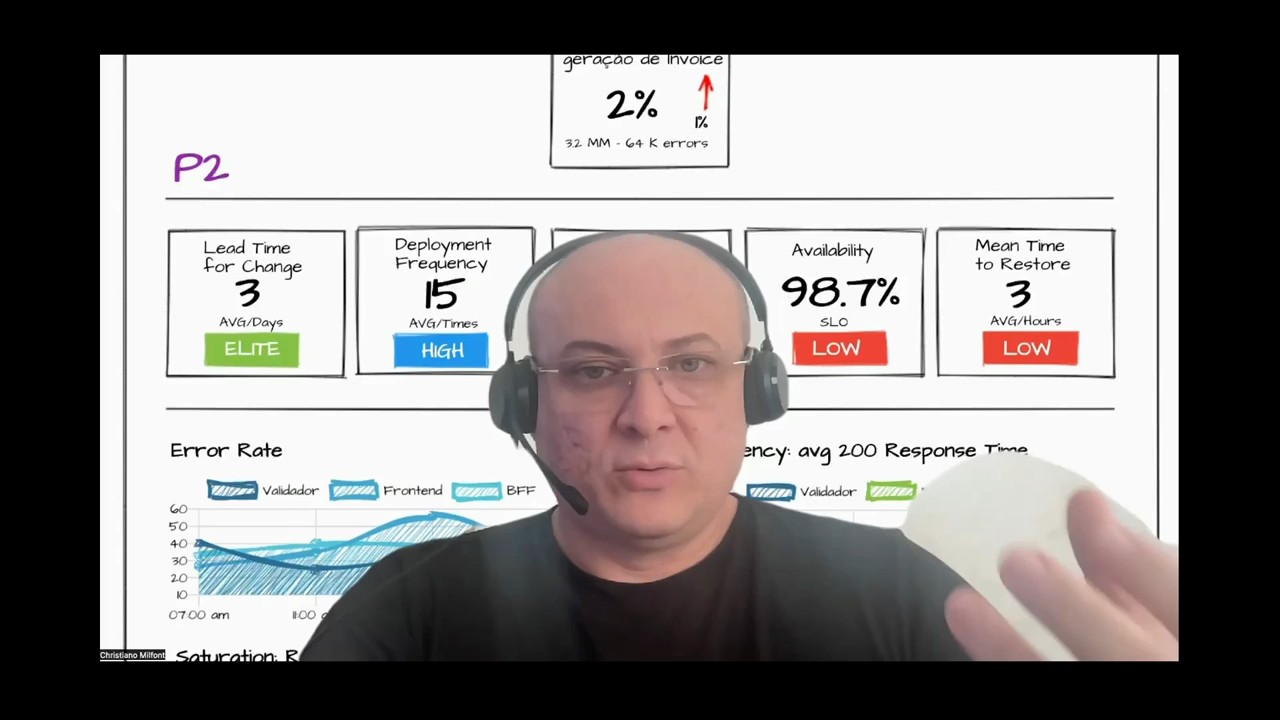 geração de Invoice
2%
1%
3.2 MM - 64 K errors
P2
Lead Time
for Change
3
AVG/Days
ELITE
Deployment
Frequency
15
AVG/Times
HIGH
Availability
98.7%
SLO
LOW
Mean Time
to Restore
3
AVG/Hours
LOW
Error Rate
Validador
Frontend
BFF
60
50
40
30
20
10
07:00 am
11:00
ency: avg 200 Response Time
Validador
Saturation: R
Christiano Milfont